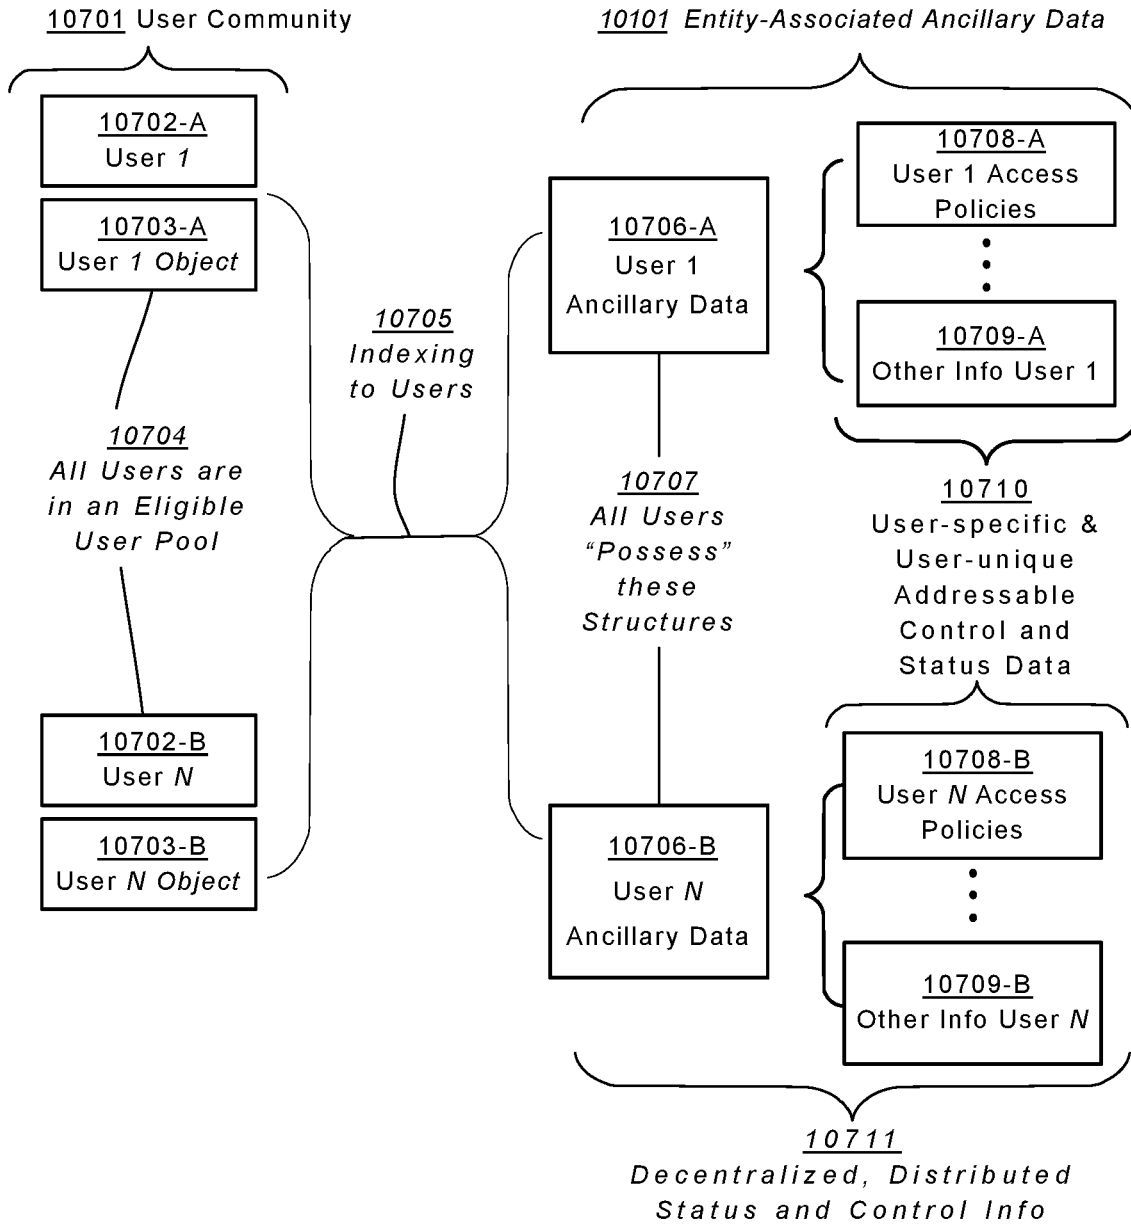 10701 User Community
10702-A
User 1
10703-A
User 1 Object
10704
All Users are
in an Eligible
User Pool
10702-B
User N
10703-B
User N Object
10705
Indexing
to Users
10101 Entity-Associated Ancillary Data
10706-A
User 1
Ancillary Data
10707
All Users
“Possess”
these
Structures
10706-B
User N
Ancillary Data
10708-A
User 1 Access
Policies
10709-A
Other Info User 1
10710
User-specific &
User-unique
Addressable
Control and
Status Data
10708-B
User N Access
Policies
10709-B
Other Info User N
10711
Decentralized, Distributed
Status and Control Info